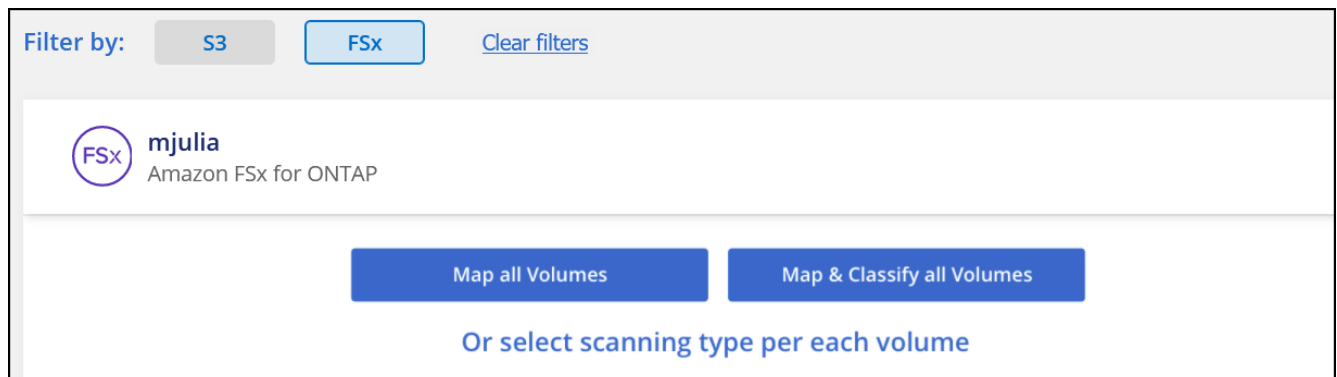 Filter by: S3 FSx Clear filters
FSx mjulia
Amazon FSx for ONTAP
Map all Volumes Map & Classify all Volumes
Or select scanning type per each volume